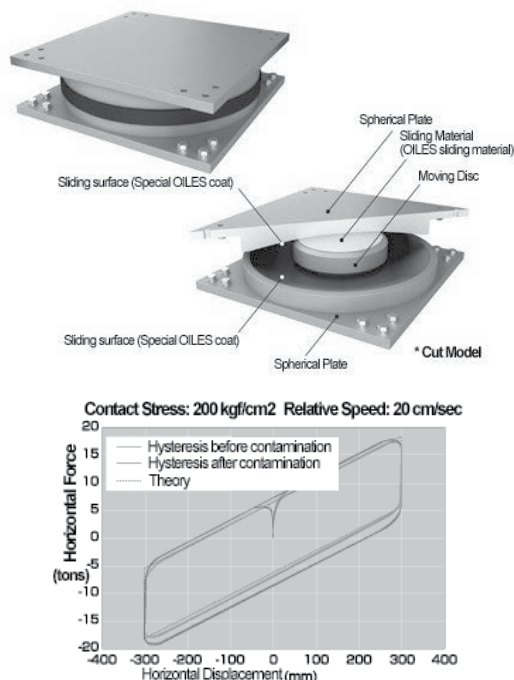 Spherical Plate
Sliding Material
(OILES sliding material)
Moving Disc
Sliding surface (Special OILES coat)
Sliding surface (Special OILES coat)
Spherical Plate
* Cut Model
Contact Stress: 200 kgf/cm2 Relative Speed: 20 cm/sec
Horizontal Force
(tons)
20
15
10
5
0
-5
-10
-15
-20
Hysteresis before contamination
Hysteresis after contamination
Theory
-400 -300 -200 -100 0 100 200 300 400
Horizontal Displacement (mm)